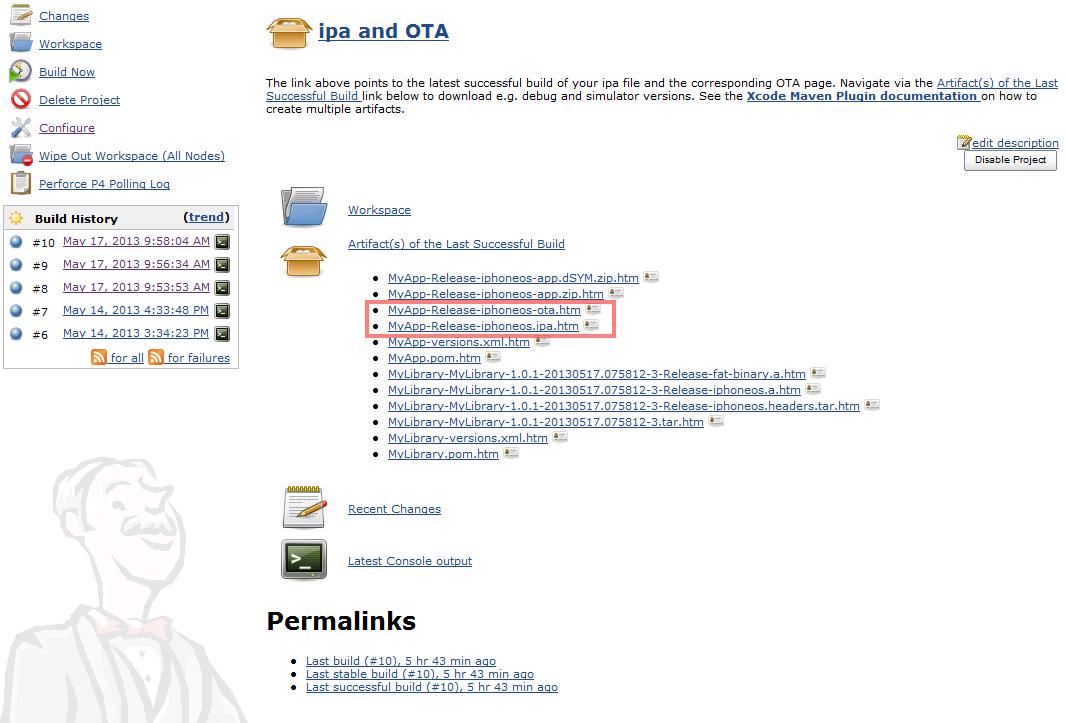 Changes
Workspace
Build Now
Delete Project
Configure
Wipe Out Workspace (All Nodes)
Perforce P4 Polling Log
Build History (trend)
#10 May 17, 2013 9:58:04 AM
#9 May 17, 2013 9:56:34 AM
#8 May 17, 2013 9:53:53 AM
#7 May 14, 2013 4:33:48 PM
#6 May 14, 2013 3:34:23 PM
for all for failures
ipa and OTA
The link above points to the latest successful build of your ipa file and the corresponding OTA page. Navigate via the Artifact(s) of the Last
Successful Build link below to download e.g. debug and simulator versions. See the Xcode Maven Plugin documentation on how to
create multiple artifacts.
edit description
Disable Project
Workspace
Artifact(s) of the Last Successful Build
MyApp-Release-iphoneos-app.dSYM.zip.htm
MyApp-Release-iphoneos-app.zip.htm
MyApp-Release-iphoneos-ota.htm
MyApp-Release-iphoneos.ipa.htm
MyApp-versions.xml.htm
MyApp.pom.htm
MyLibrary-MyLibrary-1.0.1-20130517.075812-3-Release-fat-binary.a.htm
MyLibrary-MyLibrary-1.0.1-20130517.075812-3-Release-iphoneos.a.htm
MyLibrary-MyLibrary-1.0.1-20130517.075812-3-Release-iphoneos.headers.tar.htm
MyLibrary-MyLibrary-1.0.1-20130517.075812-3.tar.htm
MyLibrary-versions.xml.htm
MyLibrary.pom.htm
Recent Changes
Latest Console output
Permalinks
Last build (#10), 5 hr 43 min ago
Last stable build (#10), 5 hr 43 min ago
Last successful build (#10), 5 hr 43 min ago